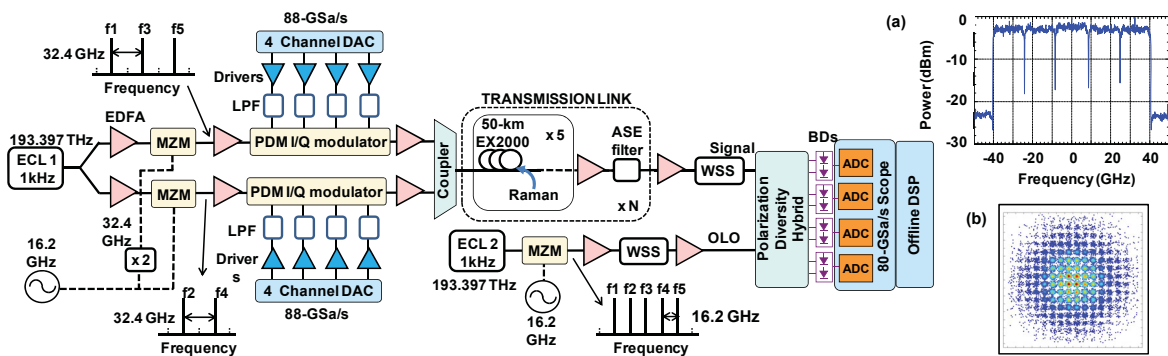 f1 f3 f5
32.4 GHz
Frequency
88-GSa/s
4 Channel DAC
Drivers
LPF
EDFA
193.397 THz
ECL 1
1kHz
MZM
PDM I/Q modulator
MZM
PDM I/Q modulator
32.4
GHz
x 2
16.2
GHz
LPF
Driver
s
4 Channel DAC
88-GSa/s
f2 f4
32.4 GHz
Frequency
Coupler
TRANSMISSION LINK
50-km
EX2000
x 5
Raman
ASE
filter
x N
Signal
WSS
ECL 2
1kHz
193.397 THz
MZM
WSS
OLO
16.2
GHz
f1 f2 f3 f4 f5
16.2 GHz
Frequency
Polarization
Diversity
Hybrid
BDs
ADC
ADC
ADC
ADC
80-GSa/s Scope
Offline DSP
(a)
Power (dBm)
0
-10
-20
-30
-40 -20 0 20 40
Frequency (GHz)
(b)